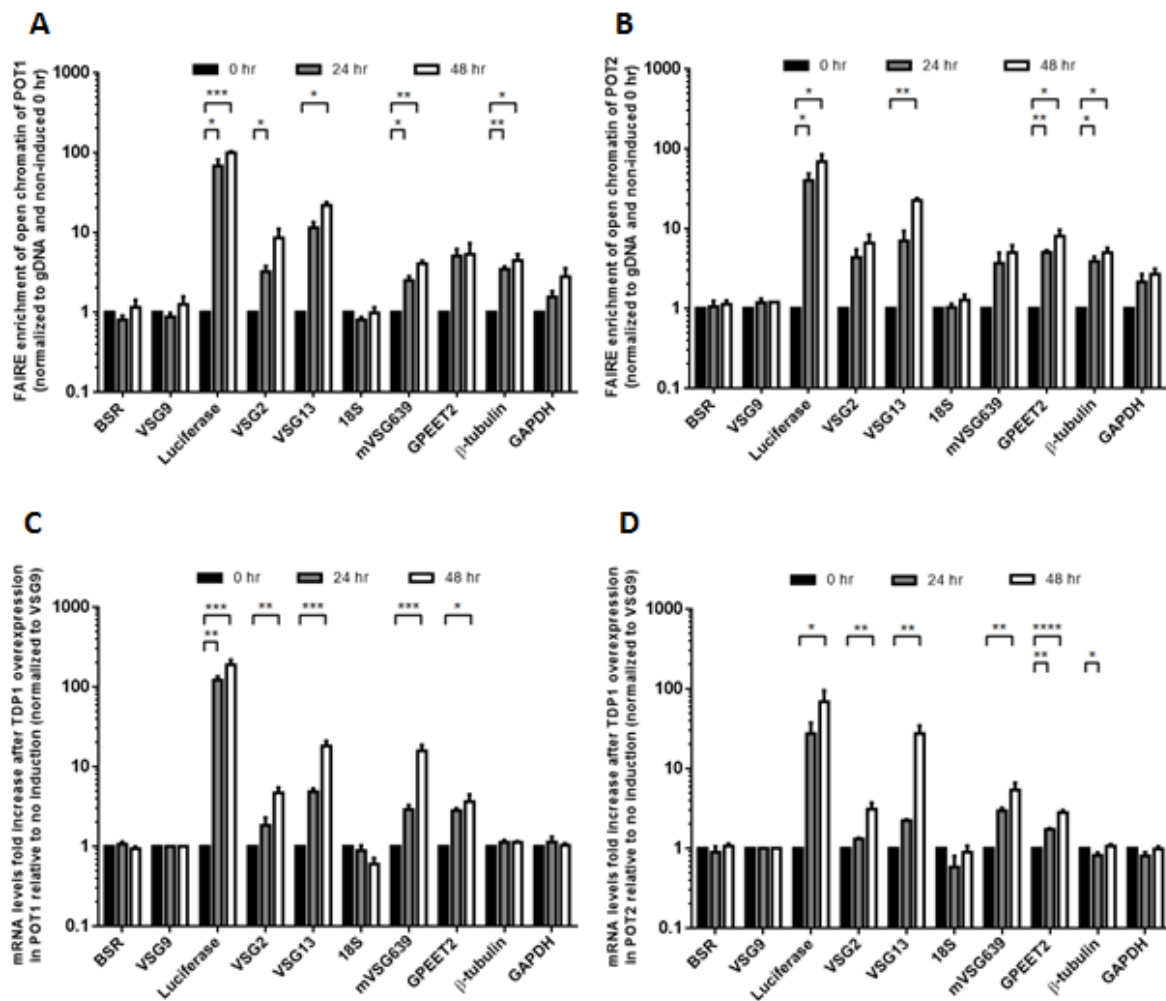 A
FAIRE enrichment of open chromatin of POT1
(normalized to gDNA and non-induced 0 hr)
0 hr 24 hr 48 hr
1000
100
10
1
0.1
*** * ** *
* * * **
BSR VSG9 Luciferase VSG2 VSG13 18S mVSG639 GPEET2 β-tubulin GAPDH
B
FAIRE enrichment of open chromatin of POT2
(normalized to gDNA and non-induced 0 hr)
0 hr 24 hr 48 hr
1000
100
10
1
0.1
* ** * *
* ** *
BSR VSG9 Luciferase VSG2 VSG13 18S mVSG639 GPEET2 β-tubulin GAPDH
C
mRNA levels fold increase after TDP1 overexpression
in POT1 relative to no induction (normalized to VSG9)
0 hr 24 hr 48 hr
1000
100
10
1
0.1
*** ** *** *** *
**
BSR VSG9 Luciferase VSG2 VSG13 18S mVSG639 GPEET2 β-tubulin GAPDH
D
mRNA levels fold increase after TDP1 overexpression
in POT2 relative to no induction (normalized to VSG9)
0 hr 24 hr 48 hr
1000
100
10
1
0.1
* ** ** ** ****
** *
BSR VSG9 Luciferase VSG2 VSG13 18S mVSG639 GPEET2 β-tubulin GAPDH